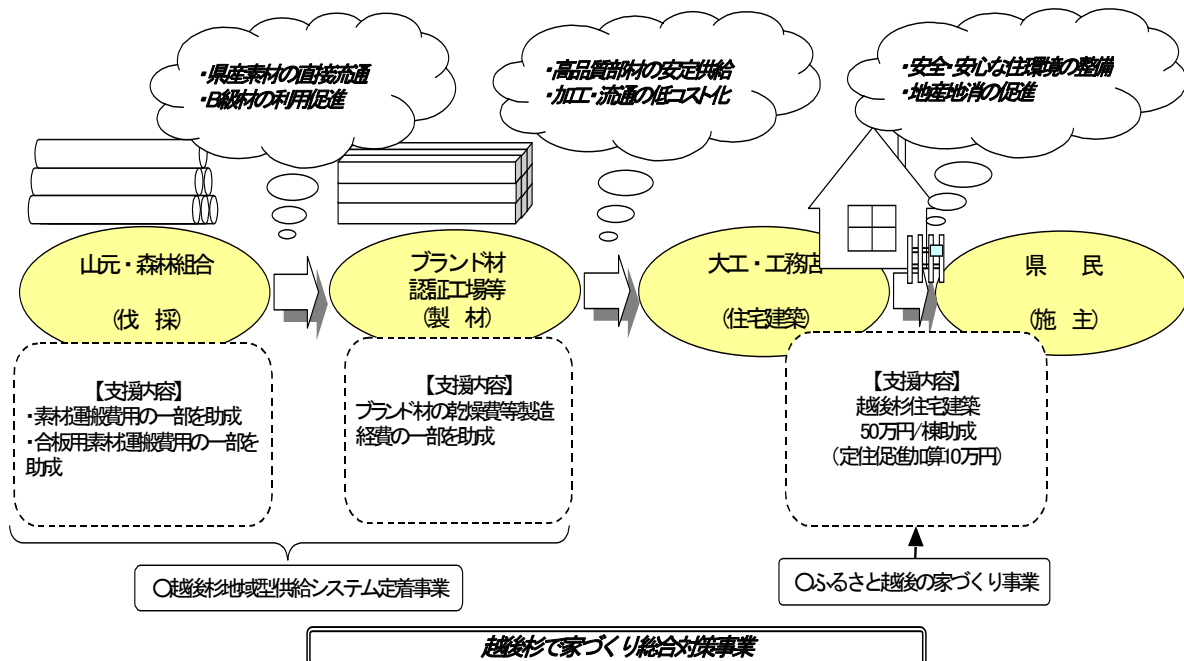 ・県産素材の直接流通
・B級材の利用促進
・高品質部材の安定供給
・加工・流通の低コスト化
・安全・安心な住環境の整備
・地産地消の促進
山元・森林組合
(伐　採)
ブランド材
認証工場等
(製　材)
大工・工務店
(住宅建築)
県　　民
(施　主)
【支援内容】
・素材運搬費用の一部を助成
・合板用素材運搬費用の一部を
助成
【支援内容】
ブランド材の乾燥費等製造
経費の一部を助成
【支援内容】
越後杉住宅建築
50万円/棟助成
(定住促進加算10万円)
○越後杉地域型供給システム定着事業
○ふるさと越後の家づくり事業
越後杉で家づくり総合対策事業